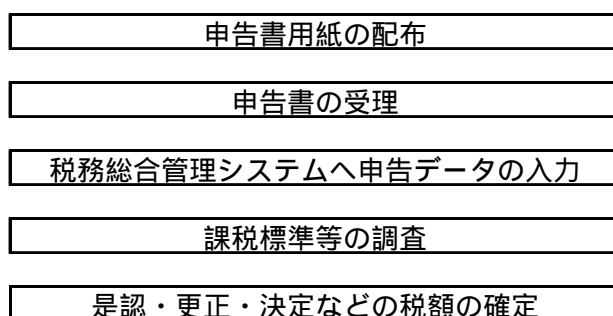 申告書用紙の配布
申告書の受理
税務総合管理システムへ申告データの入力
課税標準等の調査
是認・更正・決定などの税額の確定